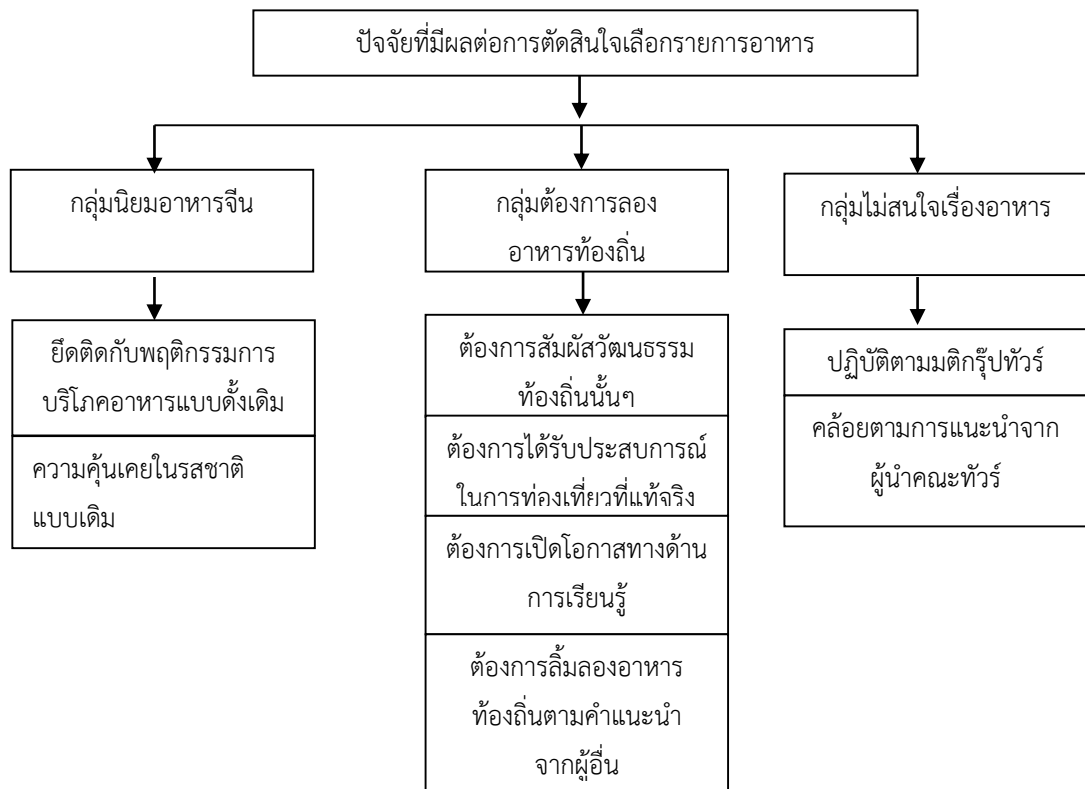 ปัจจัยที่มีผลต่อการตัดสินใจเลือกรายการอาหาร
กลุ่มนิยมอาหารจีน
กลุ่มต้องการลอง
อาหารท้องถิ่น
กลุ่มไม่สนใจเรื่องอาหาร
ยึดติดกับพฤติกรรมการ
บริโภคอาหารแบบดั้งเดิม
ความคุ้นเคยในรสชาติ
แบบเดิม
ต้องการสัมผัสวัฒนธรรม
ท้องถิ่นนั้นๆ
ต้องการได้รับประสบการณ์
ในการท่องเที่ยวที่แท้จริง
ต้องการเปิดโอกาสทางด้าน
การเรียนรู้
ต้องการลิ้มลองอาหาร
ท้องถิ่นตามคำแนะนำ
จากผู้อื่น
ปฏิบัติตามมติกรุ๊ปทัวร์
คล้อยตามการแนะนำจาก
ผู้นำคณะทัวร์